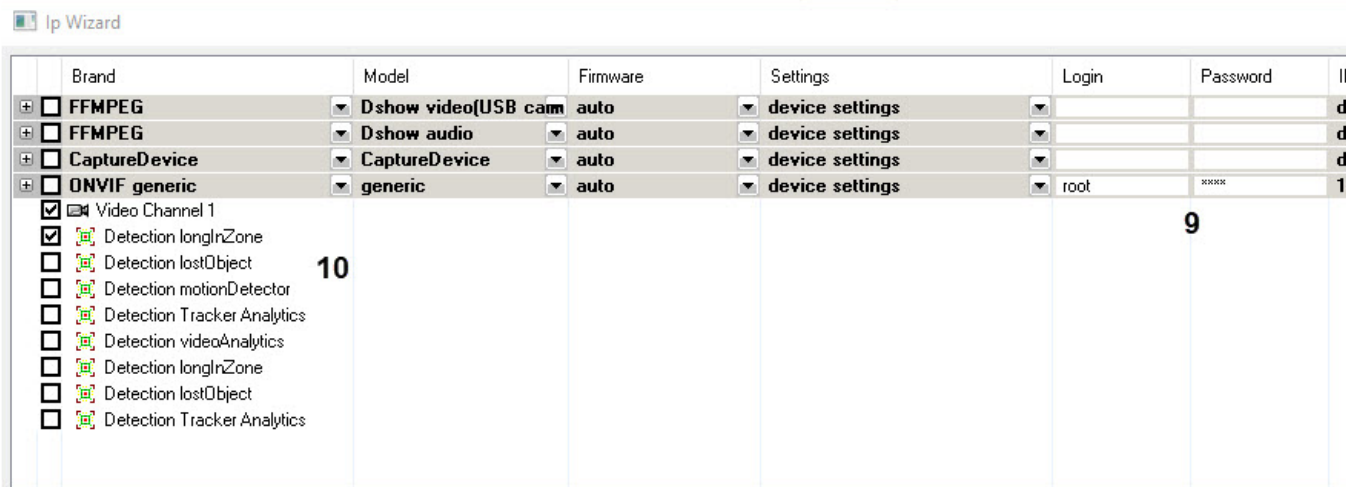 Ip Wizard
Brand Model Firmware Settings Login Password
FFMPEG Dshow video(USB cam auto device settings
FFMPEG Dshow audio auto device settings
CaptureDevice CaptureDevice auto device settings
ONVIF generic generic auto device settings root ****
Video Channel 1
9
Detection longInZone
Detection lostObject
10
Detection motionDetector
Detection Tracker Analytics
Detection videoAnalytics
Detection longInZone
Detection lostObject
Detection Tracker Analytics